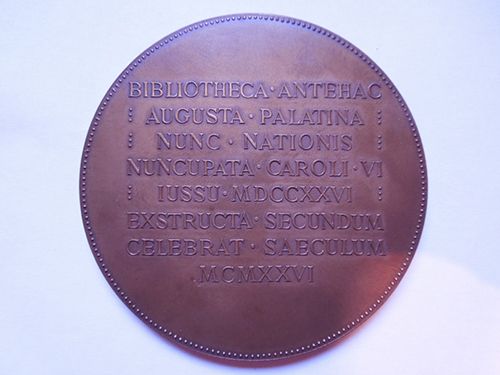 BIBLIOTHECA · ANTEHAC
⋮ AUGUSTA · PALATINA ⋮
⋮ NUNC · NATIONIS ⋮
NUNCUPATA · CAROLI · VI
⋮ IUSSU · MDCCXXVI ⋮
EXSTRUCTA · SECUNDUM
CELEBRAT · SAECULUM
MCMXXVI